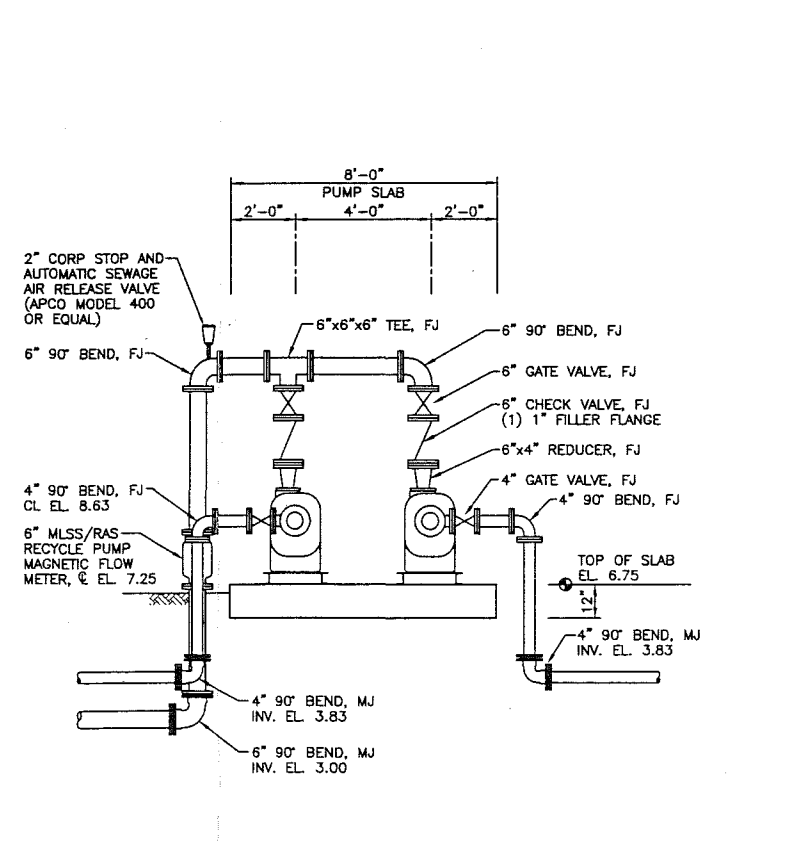 8'-0"
PUMP SLAB
2'-0"
4'-0"
2'-0"
2" CORP STOP AND
AUTOMATIC SEWAGE
AIR RELEASE VALVE
(APCO MODEL 400
OR EQUAL)
6" 90° BEND, FJ
6"x6"x6" TEE, FJ
6" 90° BEND, FJ
6" GATE VALVE, FJ
6" CHECK VALVE, FJ
(1) 1" FILLER FLANGE
6"x4" REDUCER, FJ
4" GATE VALVE, FJ
4" 90° BEND, FJ
4" 90° BEND, FJ
CL EL. 8.63
6" MLSS/RAS
RECYCLE PUMP
MAGNETIC FLOW
METER, ℄ EL. 7.25
TOP OF SLAB
EL. 6.75
12"
4" 90° BEND, MJ
INV. EL. 3.83
4" 90° BEND, MJ
INV. EL. 3.83
6" 90° BEND, MJ
INV. EL. 3.00